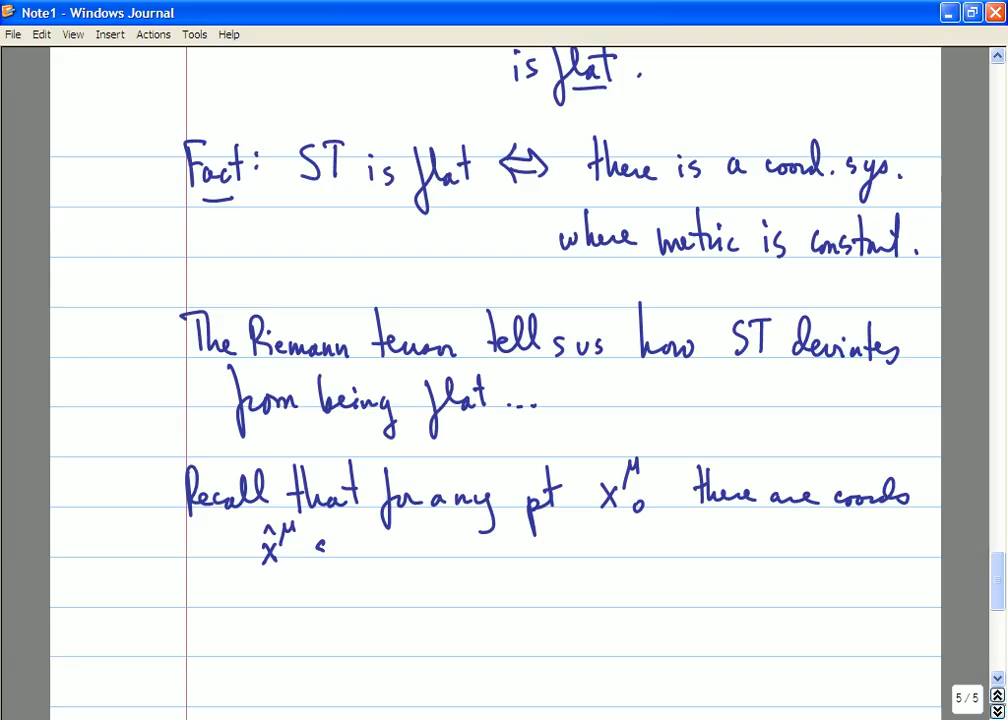 Note1 - Windows Journal
File Edit View Insert Actions Tools Help
is flat.
Fact: ST is flat ⇔ there is a coord. sys.
where metric is constant.
The Riemann tensor tells us how ST deviates
from being flat...
Recall that for any pt x₀^μ there are coords
x̂^μ s
5/5